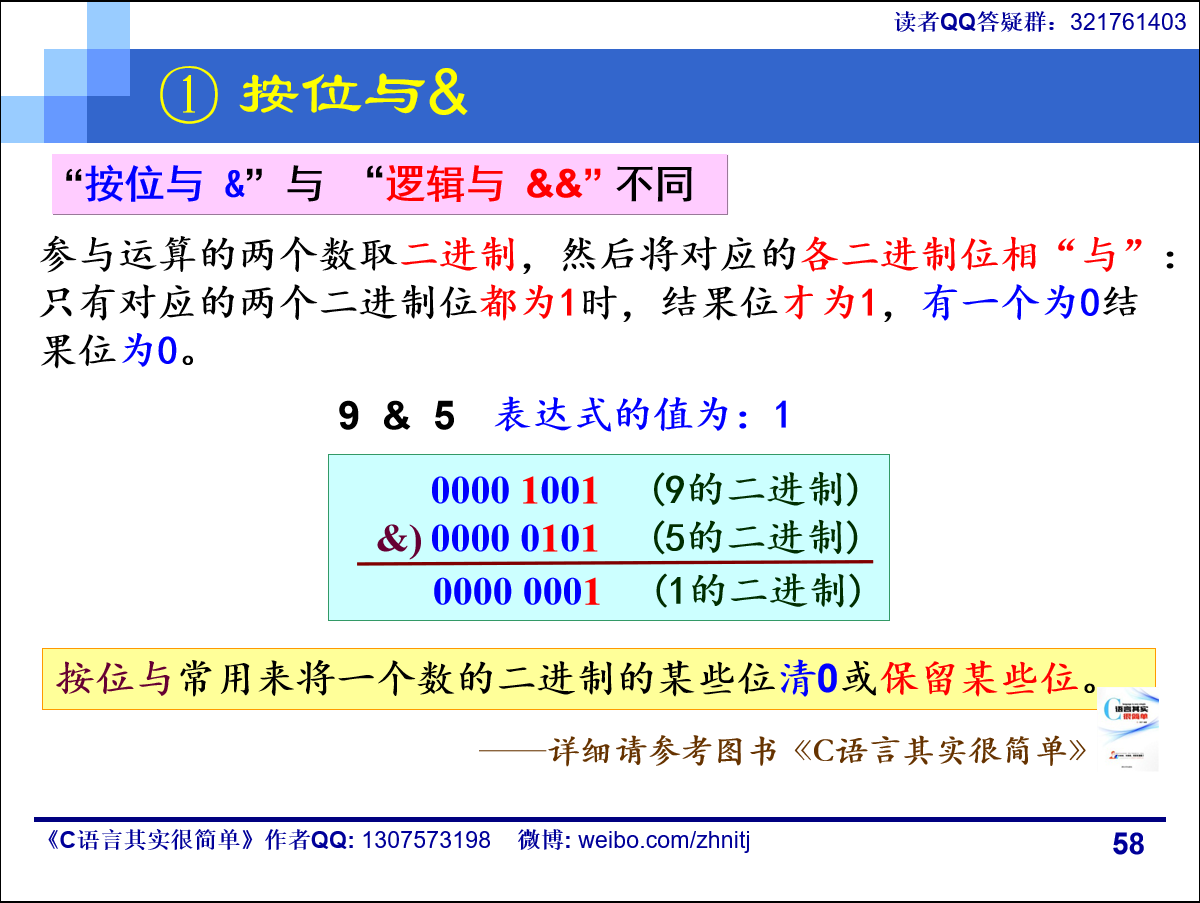 读者QQ答疑群：321761403
① 按位与&
“按位与 &” 与 “逻辑与 &&” 不同
参与运算的两个数取二进制，然后将对应的各二进制位相“与”：
只有对应的两个二进制位都为1时，结果位才为1，有一个为0结
果位为0。
9 & 5 表达式的值为：1
0000 1001 (9的二进制)
&) 0000 0101 (5的二进制)
0000 0001 (1的二进制)
按位与常用来将一个数的二进制的某些位清0或保留某些位。
C语言其实
很简单
——详细请参考图书《C语言其实很简单》
《C语言其实很简单》作者QQ: 1307573198 微博: weibo.com/zhnitj
58